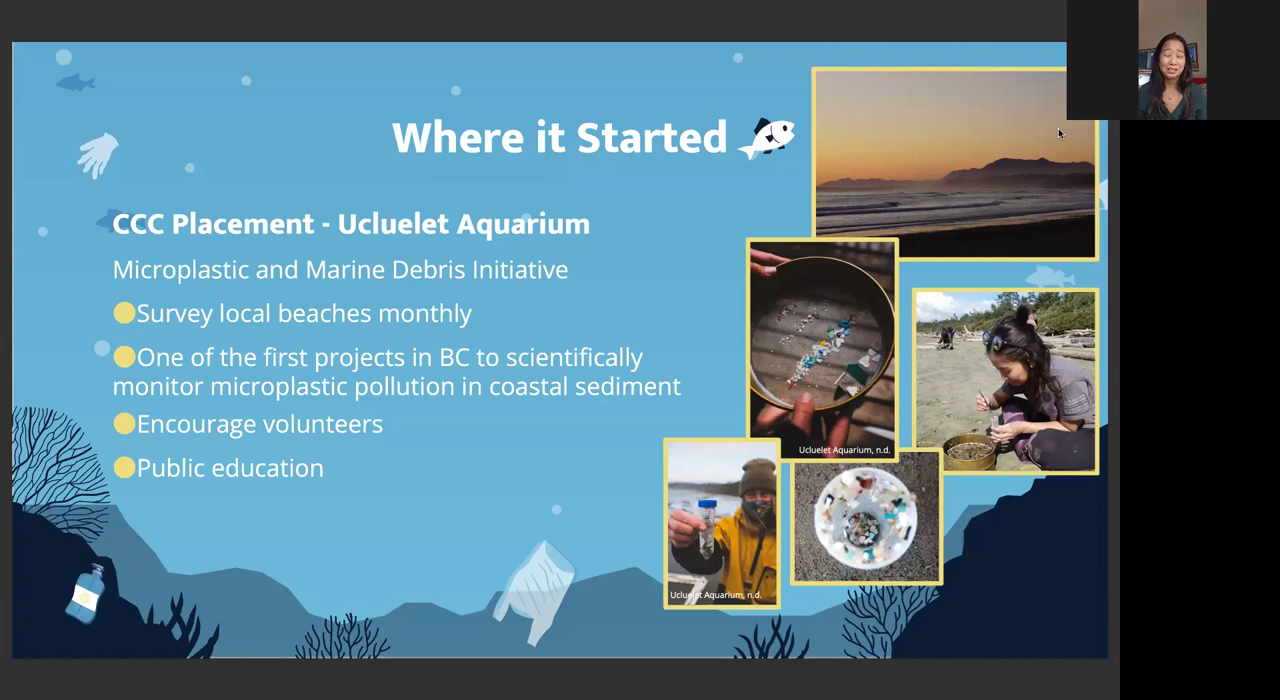 Where it Started
CCC Placement - Ucluelet Aquarium
Microplastic and Marine Debris Initiative
Survey local beaches monthly
One of the first projects in BC to scientifically
monitor microplastic pollution in coastal sediment
Encourage volunteers
Public education
Ucluelet Aquarium, n.d.
Ucluelet Aquarium, n.d.